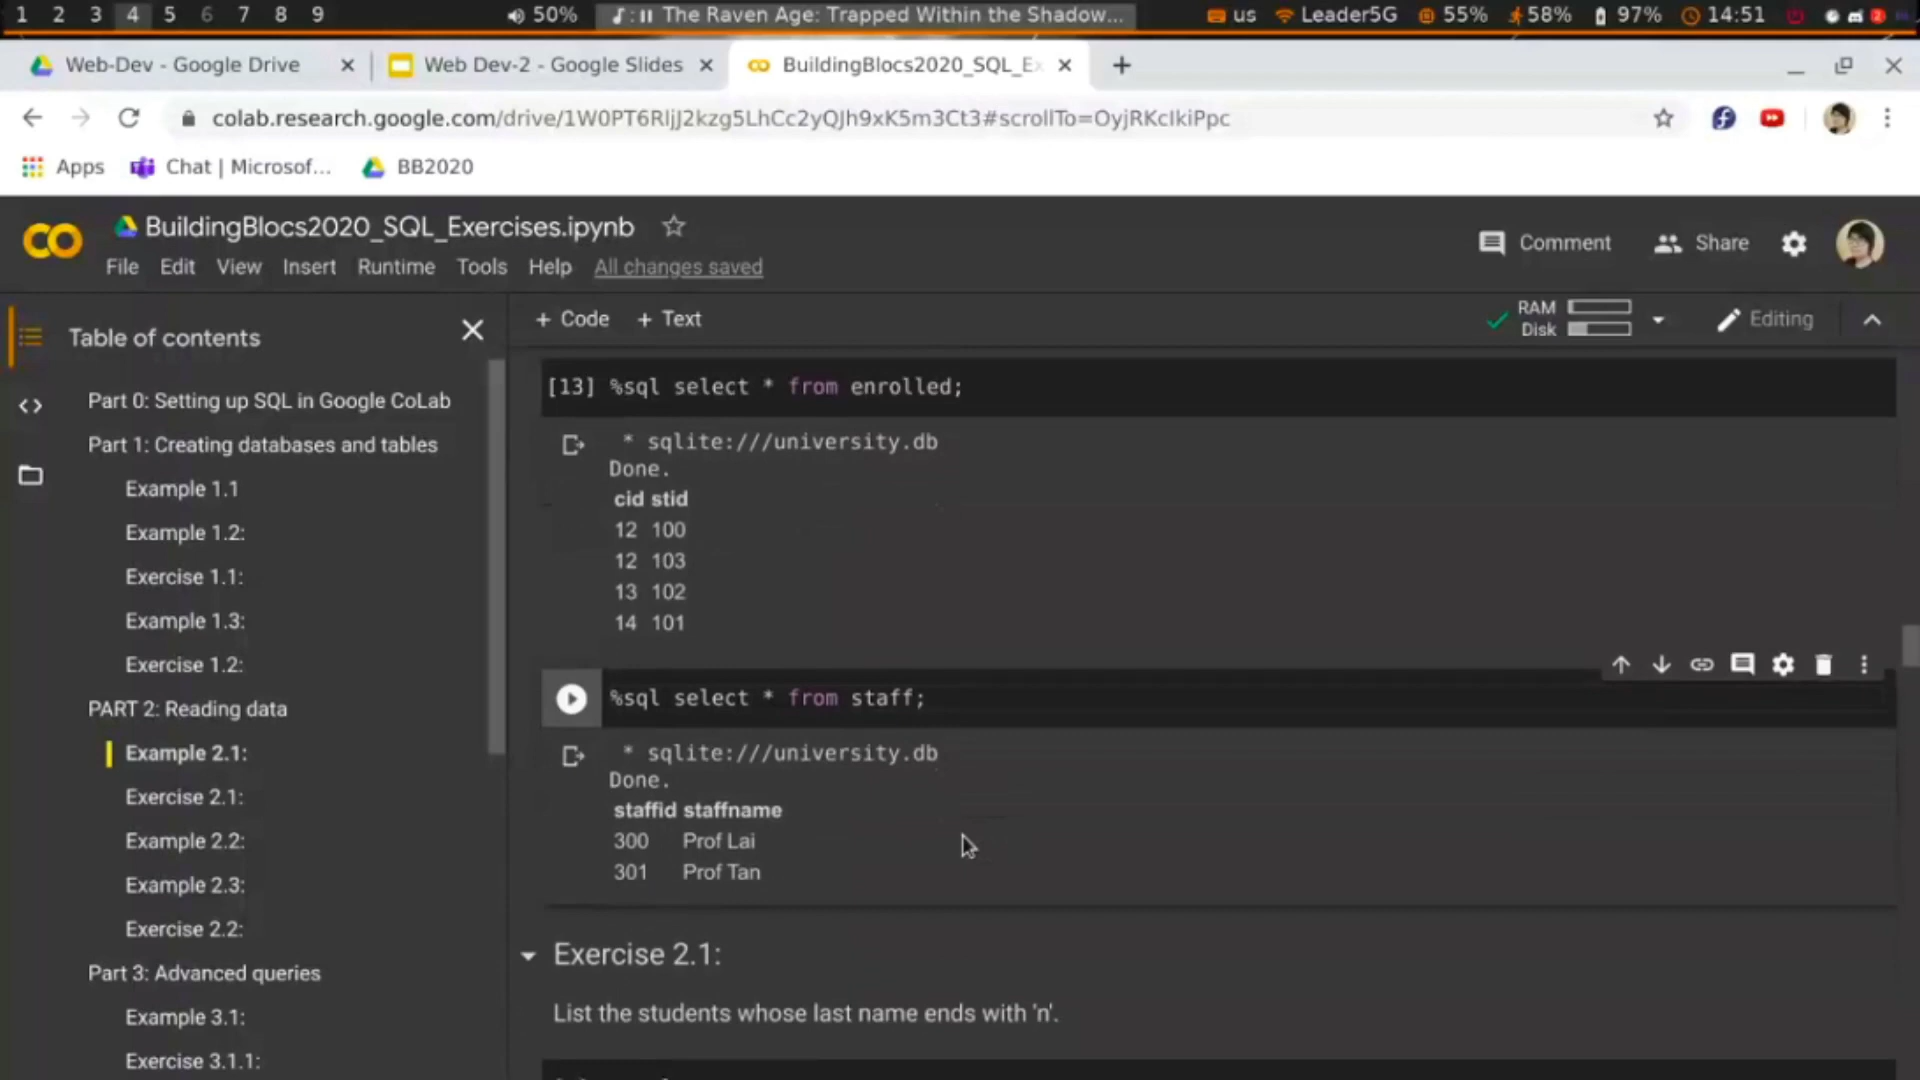 1 2 3 4 5 6 7 8 9 50% ♪: The Raven Age: Trapped Within the Shadow... us Leader5G 55% 58% 97% 14:51
Web-Dev - Google Drive Web Dev-2 - Google Slides BuildingBlocs2020_SQL_Ex
colab.research.google.com/drive/1W0PT6RljJ2kzg5LhCc2yQJh9xK5m3Ct3#scrollTo=OyjRKcIkiPpc
Apps Chat | Microsof... BB2020
BuildingBlocs2020_SQL_Exercises.ipynb
Comment Share
File Edit View Insert Runtime Tools Help All changes saved
Table of contents
+ Code + Text
RAM
Disk
Editing
Part 0: Setting up SQL in Google CoLab
Part 1: Creating databases and tables
Example 1.1
Example 1.2:
Exercise 1.1:
Example 1.3:
Exercise 1.2:
PART 2: Reading data
Example 2.1:
Exercise 2.1:
Example 2.2:
Example 2.3:
Exercise 2.2:
Part 3: Advanced queries
Example 3.1:
Exercise 3.1.1:
[13] %sql select * from enrolled;
* sqlite:///university.db
Done.
cid stid
12 100
12 103
13 102
14 101
%sql select * from staff;
* sqlite:///university.db
Done.
staffid staffname
300 Prof Lai
301 Prof Tan
Exercise 2.1:
List the students whose last name ends with 'n'.